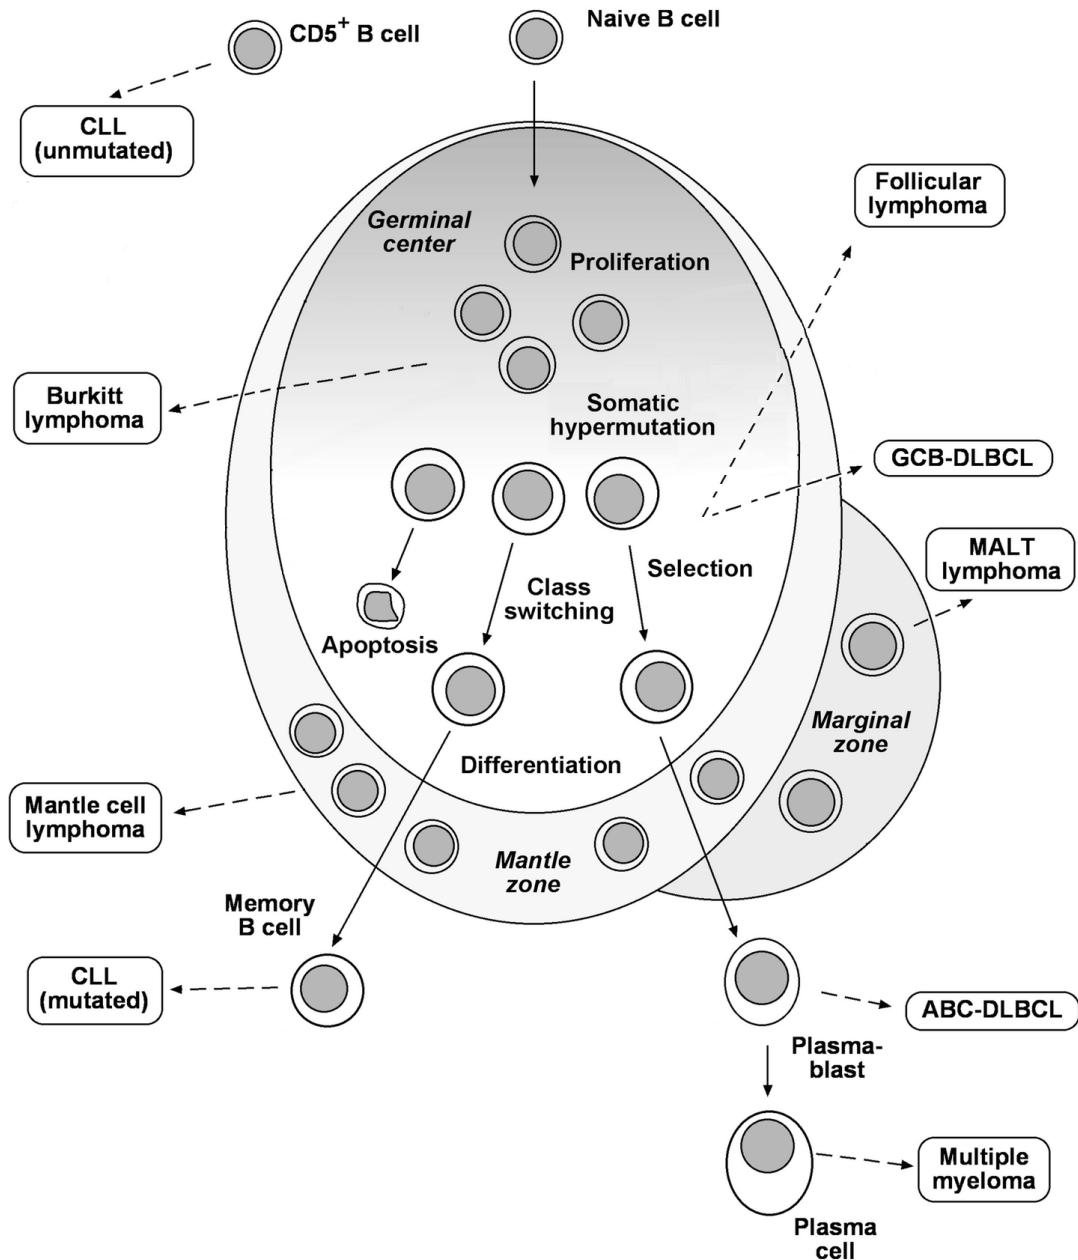 CD5+ B cell
Naive B cell
CLL
(unmutated)
Follicular
lymphoma
Germinal
center
Proliferation
Burkitt
lymphoma
Somatic
hypermutation
GCB-DLBCL
MALT
lymphoma
Selection
Class
switching
Apoptosis
Marginal
zone
Differentiation
Mantle cell
lymphoma
Mantle
zone
Memory
B cell
CLL
(mutated)
ABC-DLBCL
Plasma-
blast
Multiple
myeloma
Plasma
cell